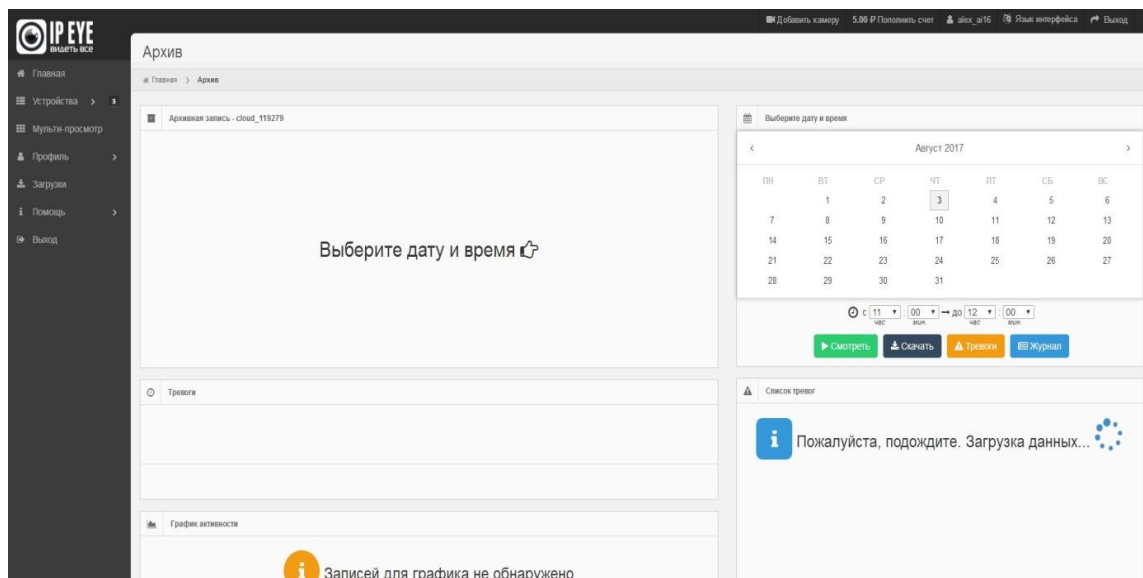 IP EYE
видеть все
Добавить камеру 5.00 ₽ Пополнить счет alex_ai16 Язык интерфейса Выход
Главная
Устройства 5
Мульти-просмотр
Профиль
Загрузки
Помощь
Выход
Архив
Главная > Архив
Архивная запись - cloud_119279
Выберите дату и время
Выберите дату и время
Август 2017
ПН ВТ СР ЧТ ПТ СБ ВС
1 2 3 4 5 6
7 8 9 10 11 12 13
14 15 16 17 18 19 20
21 22 23 24 25 26 27
28 29 30 31
с 11 : 00 → до 12 : 00
час мин час мин
Смотреть Скачать Тревоги Журнал
Тревоги
Список тревог
Пожалуйста, подождите. Загрузка данных...
График активности
Записей для графика не обнаружено